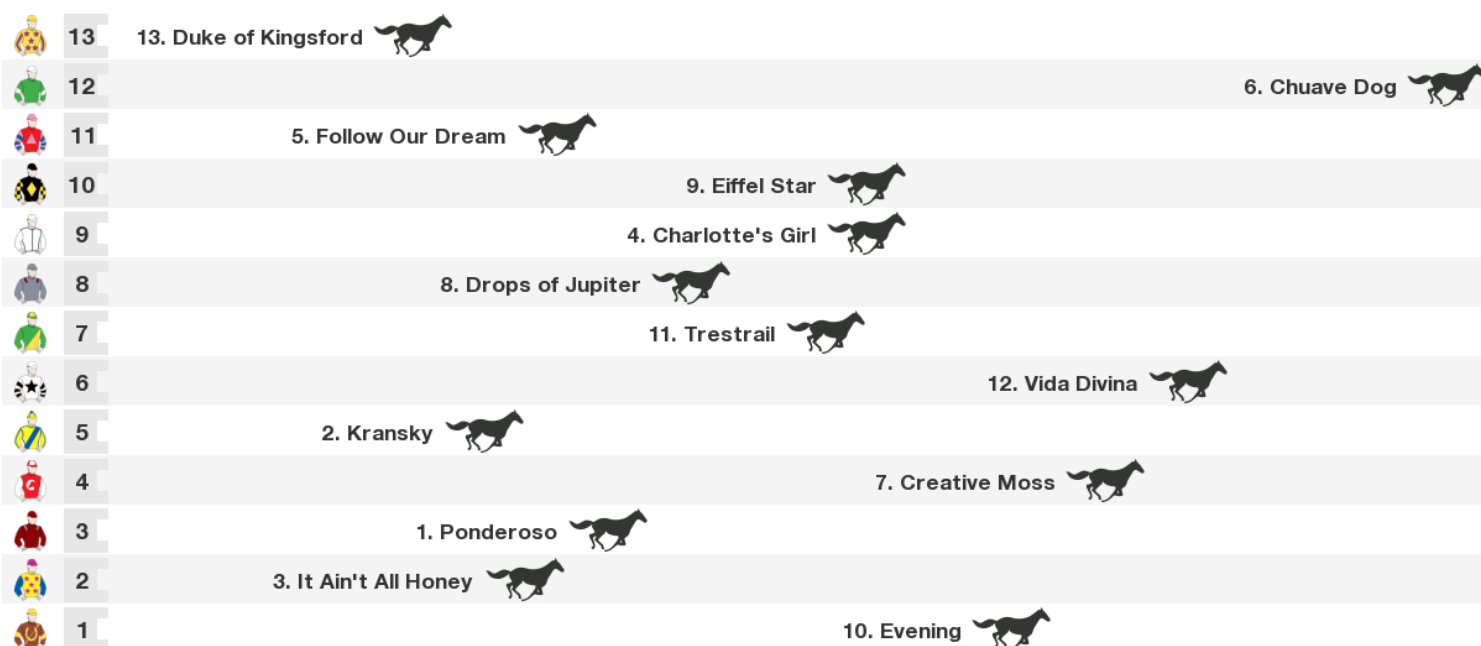 13 13. Duke of Kingsford
12 6. Chuave Dog
11 5. Follow Our Dream
10 9. Eiffel Star
9 4. Charlotte's Girl
8 8. Drops of Jupiter
7 11. Trestrail
6 12. Vida Divina
5 2. Kransky
4 7. Creative Moss
3 1. Ponderoso
2 3. It Ain't All Honey
1 10. Evening